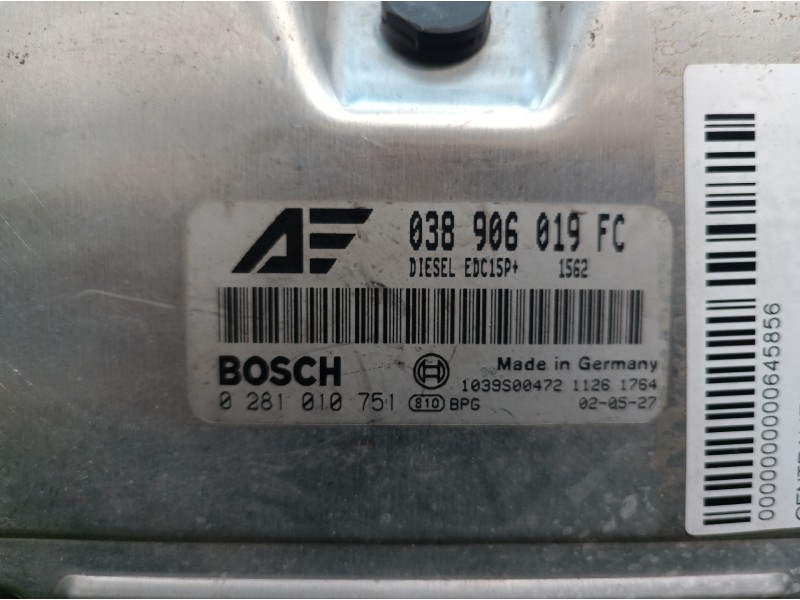 AF 038 906 019 FC
DIESEL EDC15P+ 1562
BOSCH Made in Germany
1039S00472 1126 1764
0 281 010 751 810 BPG 02-05-27
0000000000645856